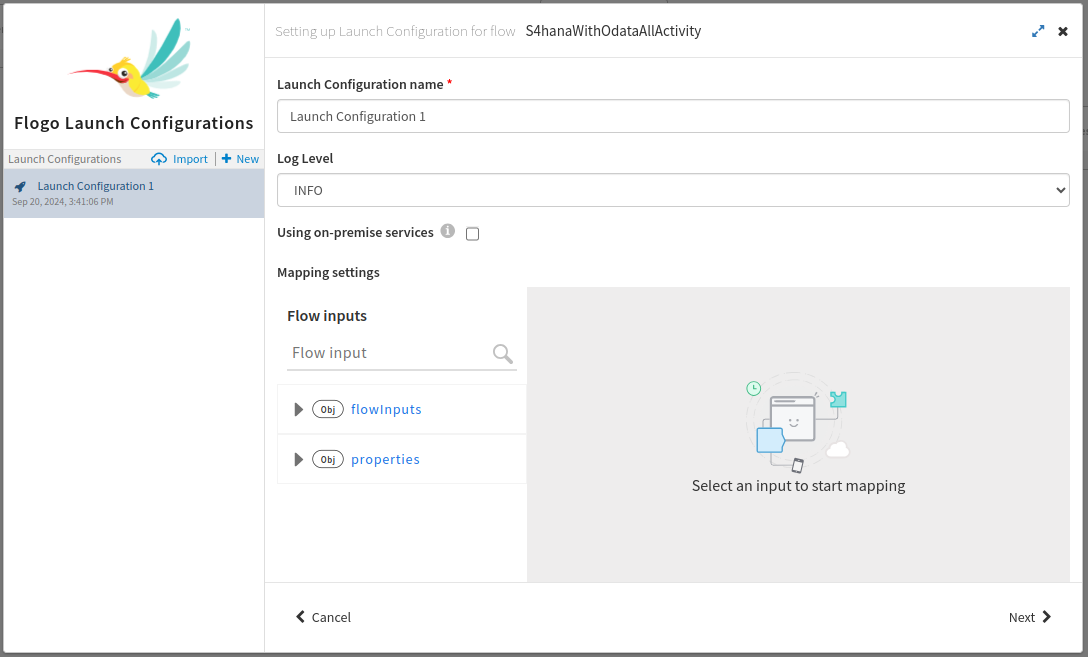 Setting up Launch Configuration for flow S4hanaWithOdataAllActivity
Flogo Launch Configurations
Launch Configurations Import New
Launch Configuration 1
Sep 20, 2024, 3:41:06 PM
Launch Configuration name *
Launch Configuration 1
Log Level
INFO
Using on-premise services
Mapping settings
Flow inputs
Flow input
Obj flowInputs
Obj properties
Select an input to start mapping
Cancel
Next